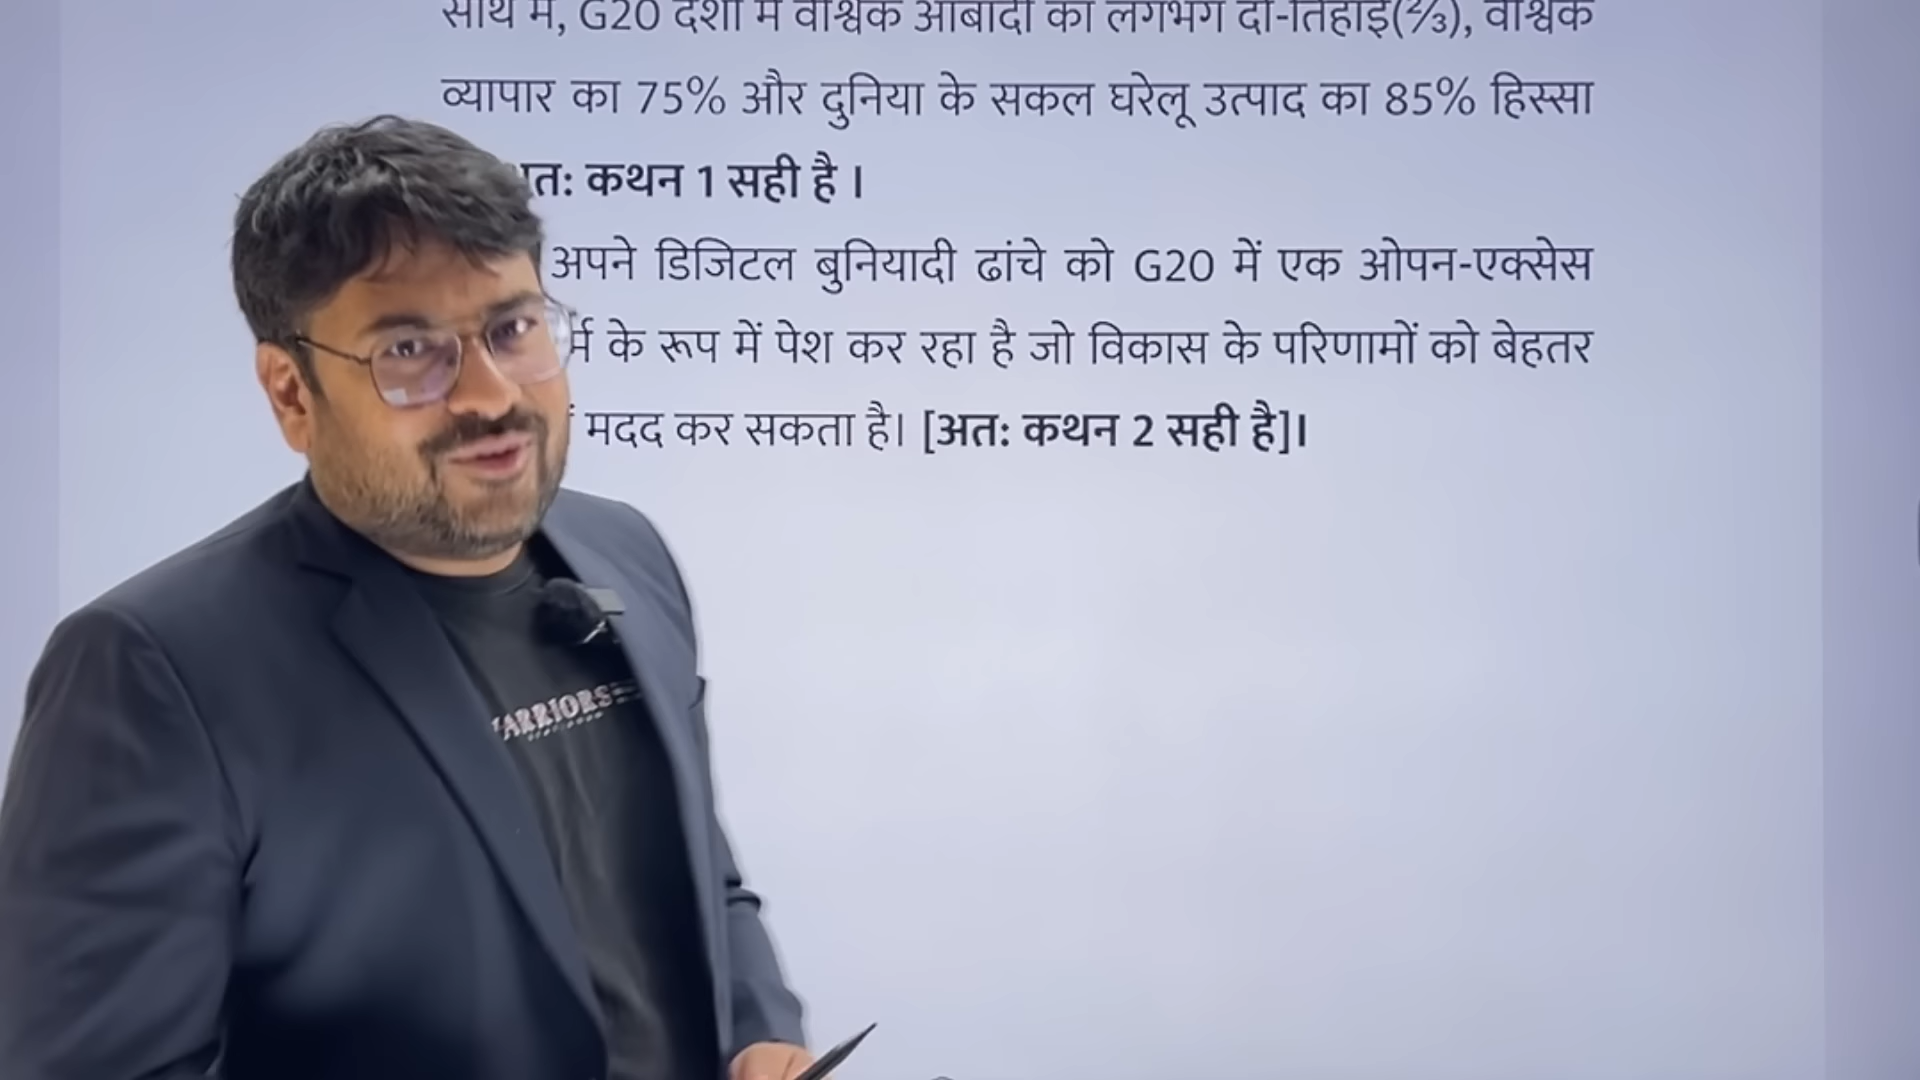 साथ में, G20 देशों में वैश्विक आबादी का लगभग दो-तिहाई(⅔), वैश्विक
व्यापार का 75% और दुनिया के सकल घरेलू उत्पाद का 85% हिस्सा
कथन 1 सही है ।
अपने डिजिटल बुनियादी ढांचे को G20 में एक ओपन-एक्सेस
के रूप में पेश कर रहा है जो विकास के परिणामों को बेहतर
मदद कर सकता है। [अत: कथन 2 सही है]।